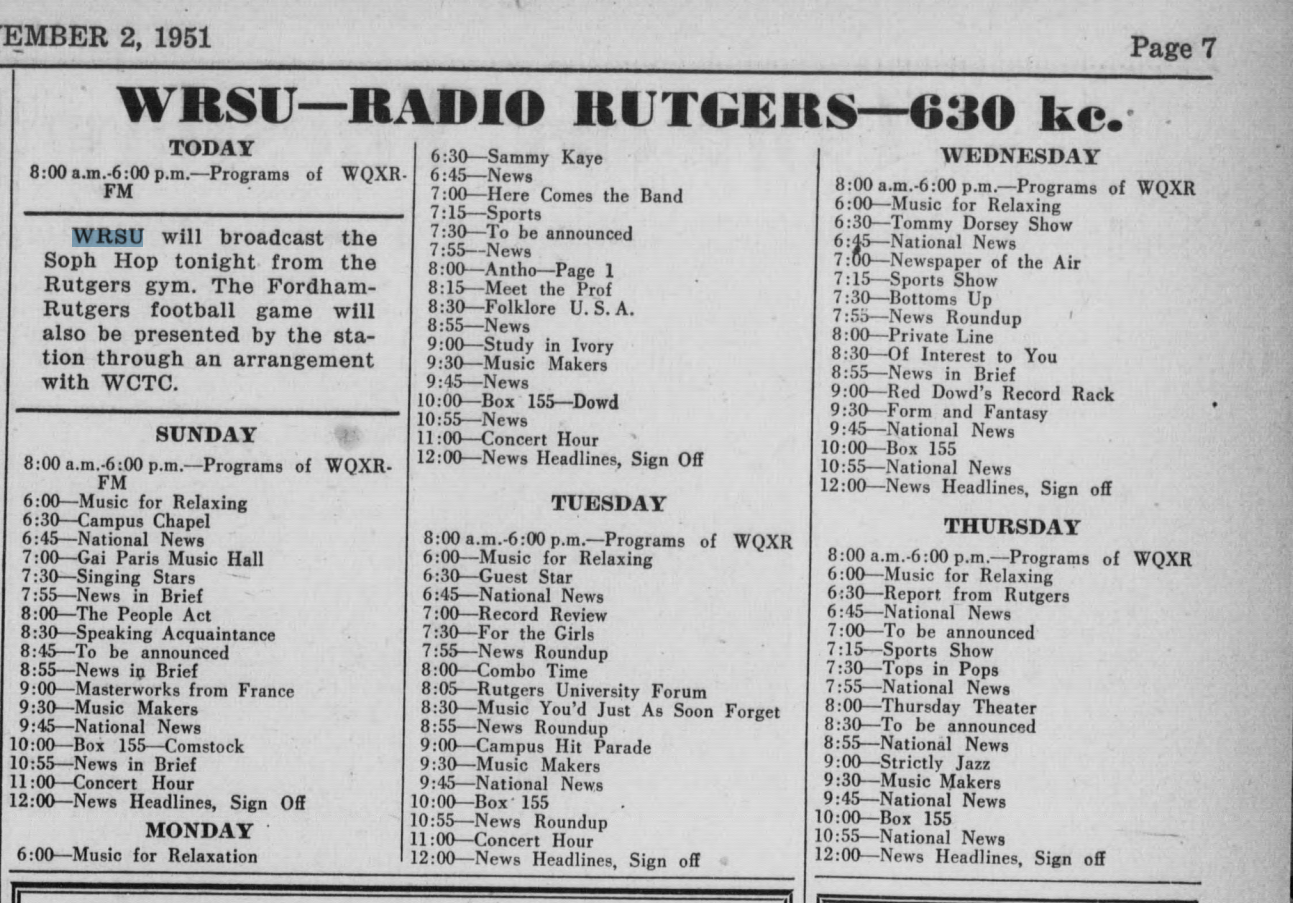 EMBER 2, 1951
Page 7
WRSU—RADIO RUTGERS—630 kc.
TODAY
8:00 a.m.-6:00 p.m.—Programs of WQXR-
FM
WRSU will broadcast the
Soph Hop tonight from the
Rutgers gym. The Fordham-
Rutgers football game will
also be presented by the sta-
tion through an arrangement
with WCTC.
SUNDAY
8:00 a.m.-6:00 p.m.—Programs of WQXR-
FM
6:00—Music for Relaxing
6:30—Campus Chapel
6:45—National News
7:00—Gai Paris Music Hall
7:30—Singing Stars
7:55—News in Brief
8:00—The People Act
8:30—Speaking Acquaintance
8:45—To be announced
8:55—News in Brief
9:00—Masterworks from France
9:30—Music Makers
9:45—National News
10:00—Box 155—Comstock
10:55—News in Brief
11:00—Concert Hour
12:00—News Headlines, Sign Off
MONDAY
6:00—Music for Relaxation
6:30—Sammy Kaye
6:45—News
7:00—Here Comes the Band
7:15—Sports
7:30—To be announced
7:55—News
8:00—Antho—Page 1
8:15—Meet the Prof
8:30—Folklore U. S. A.
8:55—News
9:00—Study in Ivory
9:30—Music Makers
9:45—News
10:00—Box 155—Dowd
10:55—News
11:00—Concert Hour
12:00—News Headlines, Sign Off
TUESDAY
8:00 a.m.-6:00 p.m.—Programs of WQXR
6:00—Music for Relaxing
6:30—Guest Star
6:45—National News
7:00—Record Review
7:30—For the Girls
7:55—News Roundup
8:00—Combo Time
8:05—Rutgers University Forum
8:30—Music You'd Just As Soon Forget
8:55—News Roundup
9:00—Campus Hit Parade
9:30—Music Makers
9:45—National News
10:00—Box 155
10:55—News Roundup
11:00—Concert Hour
12:00—News Headlines, Sign off
WEDNESDAY
8:00 a.m.-6:00 p.m.—Programs of WQXR
6:00—Music for Relaxing
6:30—Tommy Dorsey Show
6:45—National News
7:00—Newspaper of the Air
7:15—Sports Show
7:30—Bottoms Up
7:55—News Roundup
8:00—Private Line
8:30—Of Interest to You
8:55—News in Brief
9:00—Red Dowd's Record Rack
9:30—Form and Fantasy
9:45—National News
10:00—Box 155
10:55—National News
12:00—News Headlines, Sign off
THURSDAY
8:00 a.m.-6:00 p.m.—Programs of WQXR
6:00—Music for Relaxing
6:30—Report from Rutgers
6:45—National News
7:00—To be announced
7:15—Sports Show
7:30—Tops in Pops
7:55—National News
8:00—Thursday Theater
8:30—To be announced
8:55—National News
9:00—Strictly Jazz
9:30—Music Makers
9:45—National News
10:00—Box 155
10:55—National News
12:00—News Headlines, Sign off